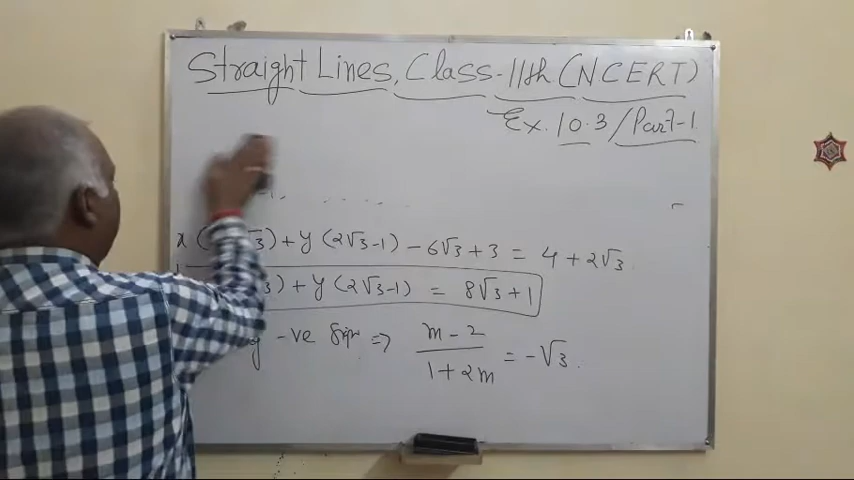 Straight Lines, Class-11th (NCERT)
Ex. 10.3/Part-1
x ( √3) + y (2√3-1) - 6√3 + 3 = 4 + 2√3
3) + y (2√3-1) = 8√3 + 1
-ve sign => m - 2 / 1 + 2m = -√3